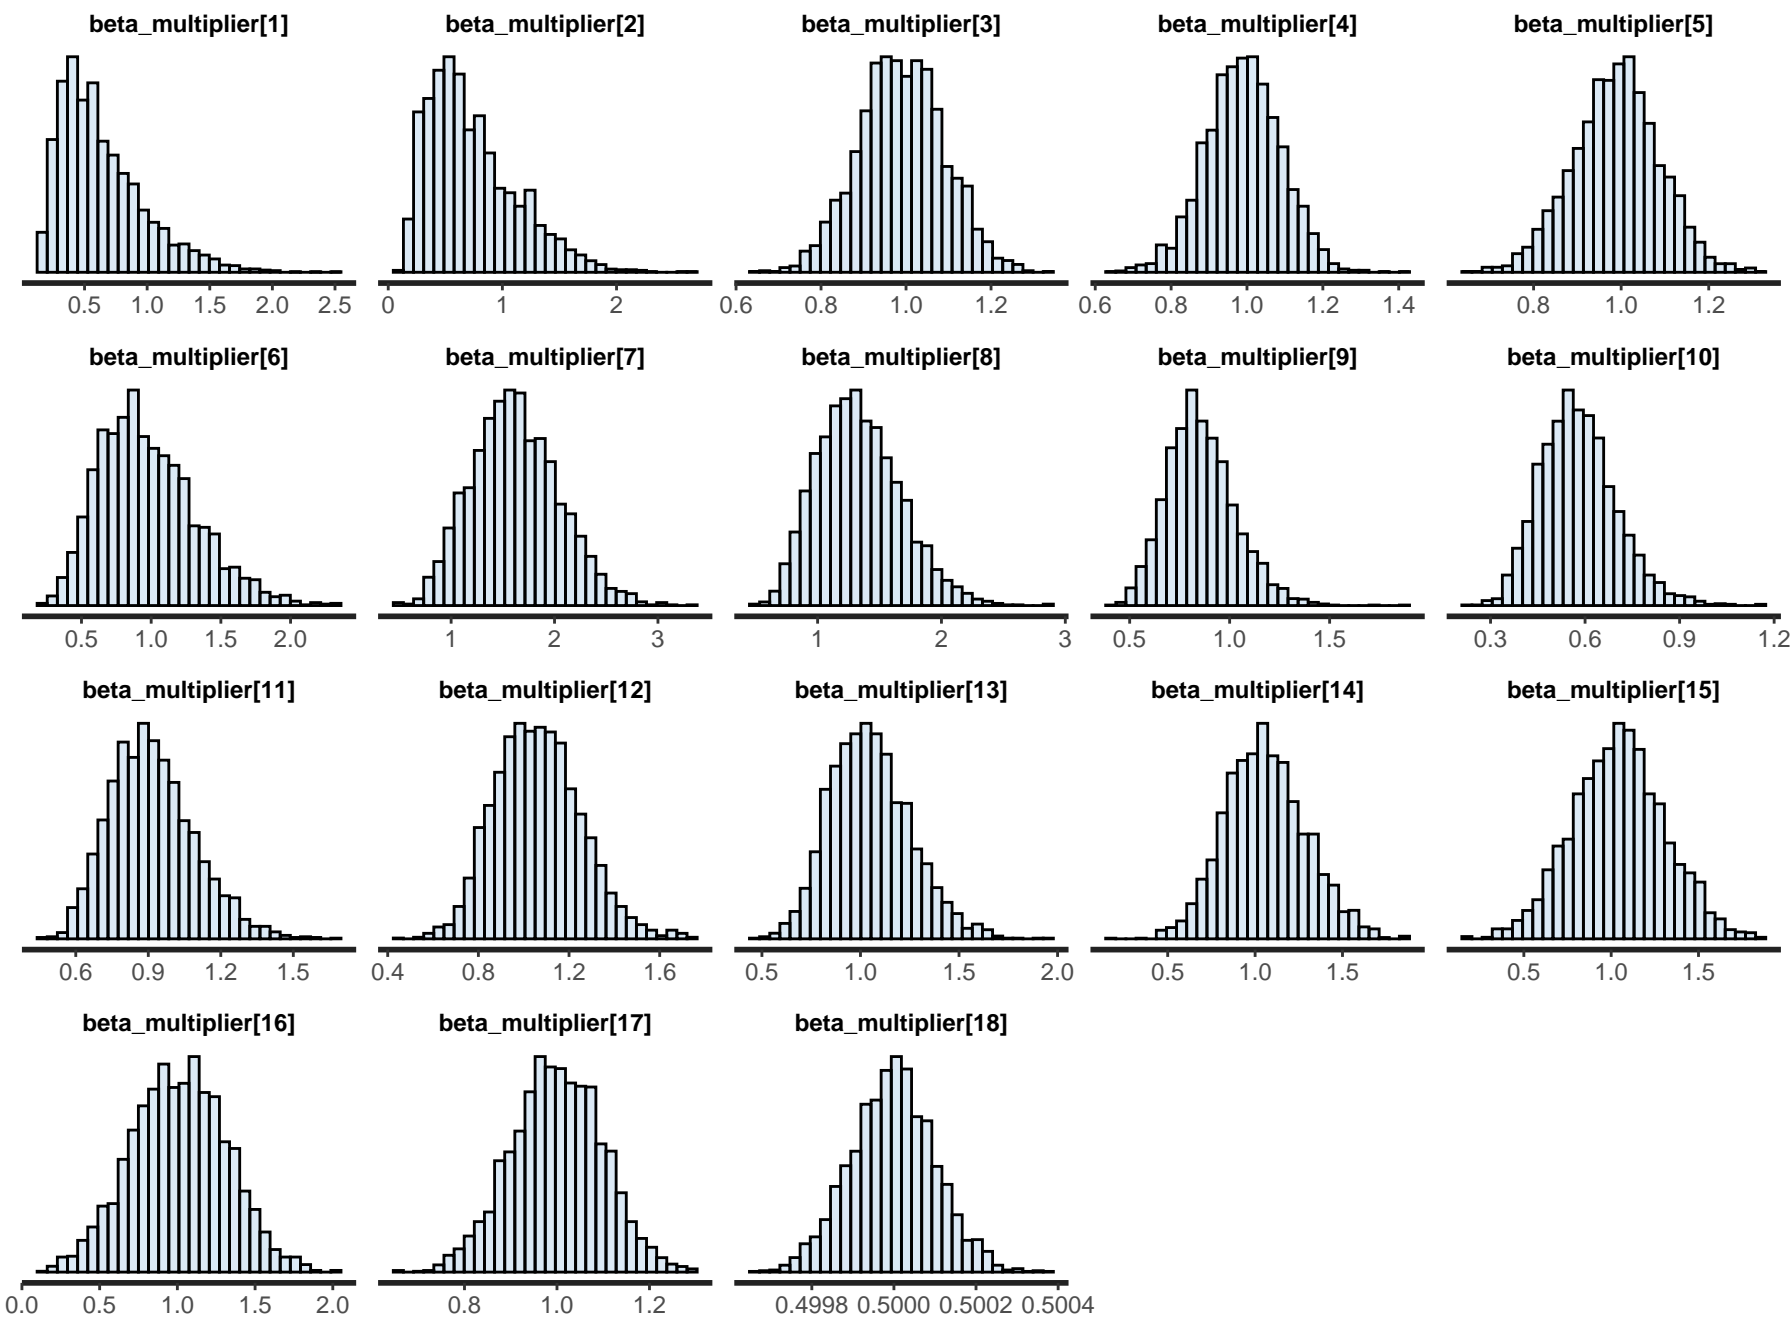 beta_multiplier[1] beta_multiplier[2] beta_multiplier[3] beta_multiplier[4] beta_multiplier[5]
0.5 1.0 1.5 2.0 2.5 0 1 2 0.6 0.8 1.0 1.2 0.6 0.8 1.0 1.2 1.4 0.8 1.0 1.2
beta_multiplier[6] beta_multiplier[7] beta_multiplier[8] beta_multiplier[9] beta_multiplier[10]
0.5 1.0 1.5 2.0 1 2 3 1 2 3 0.5 1.0 1.5 0.3 0.6 0.9 1.2
beta_multiplier[11] beta_multiplier[12] beta_multiplier[13] beta_multiplier[14] beta_multiplier[15]
0.6 0.9 1.2 1.5 0.4 0.8 1.2 1.6 0.5 1.0 1.5 2.0 0.5 1.0 1.5 0.5 1.0 1.5
beta_multiplier[16] beta_multiplier[17] beta_multiplier[18]
0.0 0.5 1.0 1.5 2.0 0.8 1.0 1.2 0.4998 0.5000 0.5002 0.5004